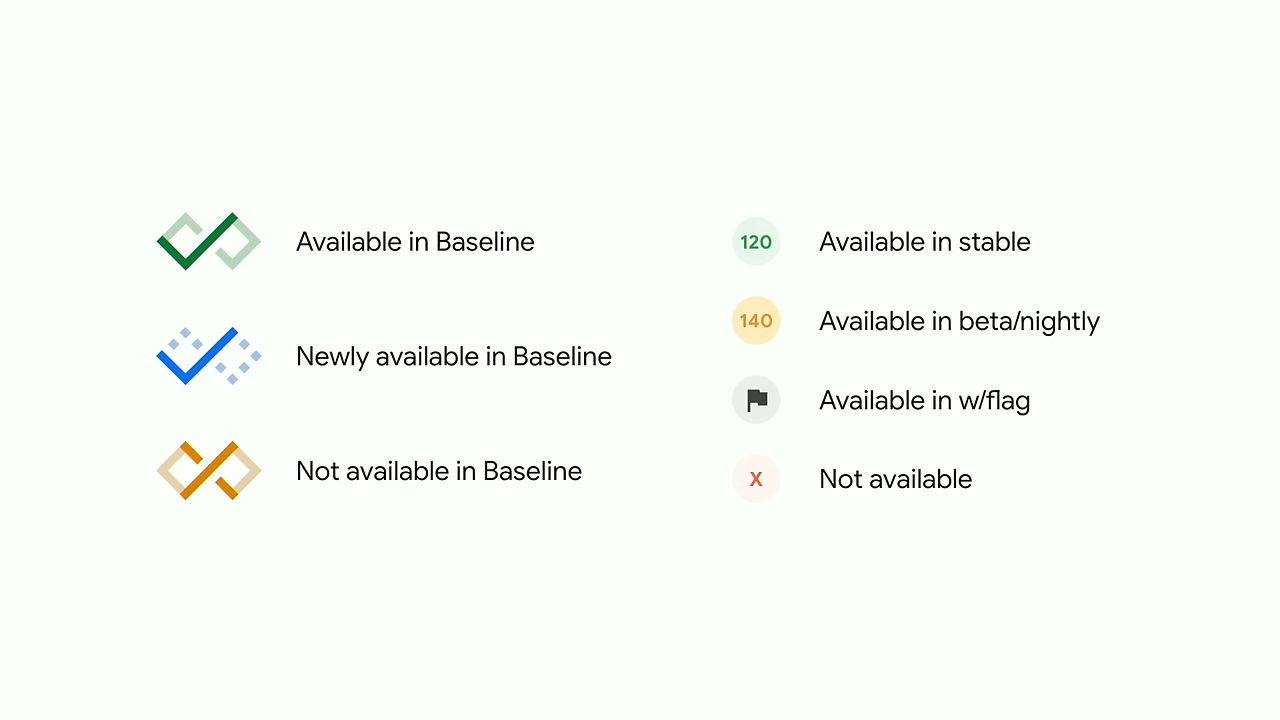 Available in Baseline
Newly available in Baseline
Not available in Baseline
120 Available in stable
140 Available in beta/nightly
Available in w/flag
X Not available